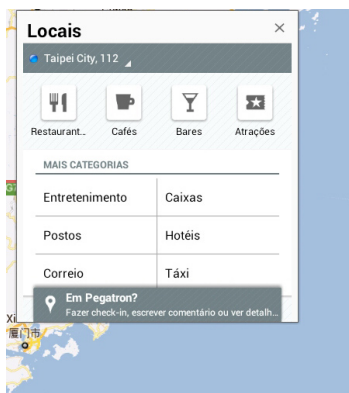 Locais
Taipei City, 112
Restaurant...
Cafés
Bares
Atrações
MAIS CATEGORIAS
Entretenimento
Caixas
Postos
Hotéis
Correio
Táxi
Em Pegatron?
Fazer check-in, escrever comentário ou ver detalh...
Xi
厦门市